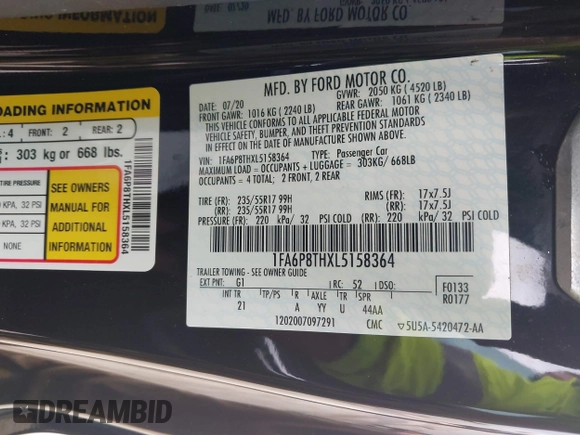 MFD. BY FORD MOTOR CO.
OADING INFORMATION
: 4 FRONT: 2 REAR: 2
303 kg or 668 lbs.
TIRE PRESSURE
KPA, 32 PSI
KPA, 32 PSI
NONE
SEE OWNERS
MANUAL FOR
ADDITIONAL
INFORMATION
1FA6P8THXL5158364
MFD. BY FORD MOTOR CO.
DATE: 07/20 GVWR: 2050 KG ( 4520 LB)
FRONT GAWR: 1016 KG ( 2240 LB) REAR GAWR: 1061 KG ( 2340 LB)
THIS VEHICLE CONFORMS TO ALL APPLICABLE FEDERAL MOTOR
VEHICLE SAFETY, BUMPER, AND THEFT PREVENTION STANDARDS
IN EFFECT ON THE DATE OF MANUFACTURE SHOWN ABOVE.
VIN: 1FA6P8THXL5158364 TYPE: Passenger Car
MAXIMUM LOAD = OCCUPANTS + LUGGAGE = 303KG/ 668LB
OCCUPANTS = 4 TOTAL; 2 FRONT, 2 REAR
TIRE (FR): 235/55R17 99H RIMS (FR): 17x7.5J
(RR): 235/55R17 99H (RR): 17x7.5J
PRESSURE (FR): 220 kPa/ 32 PSI COLD (RR): 220 kPa/ 32 PSI COLD
1FA6P8THXL5158364
TRAILER TOWING - SEE OWNER GUIDE
EXT PNT: G1 RC: 52 DSO: F0133
INT TR TP/PS R AXLE TR SPR R0177
21 A YY U 44AA
1202007097291 CMC 5U5A-5420472-AA
DREAMBID